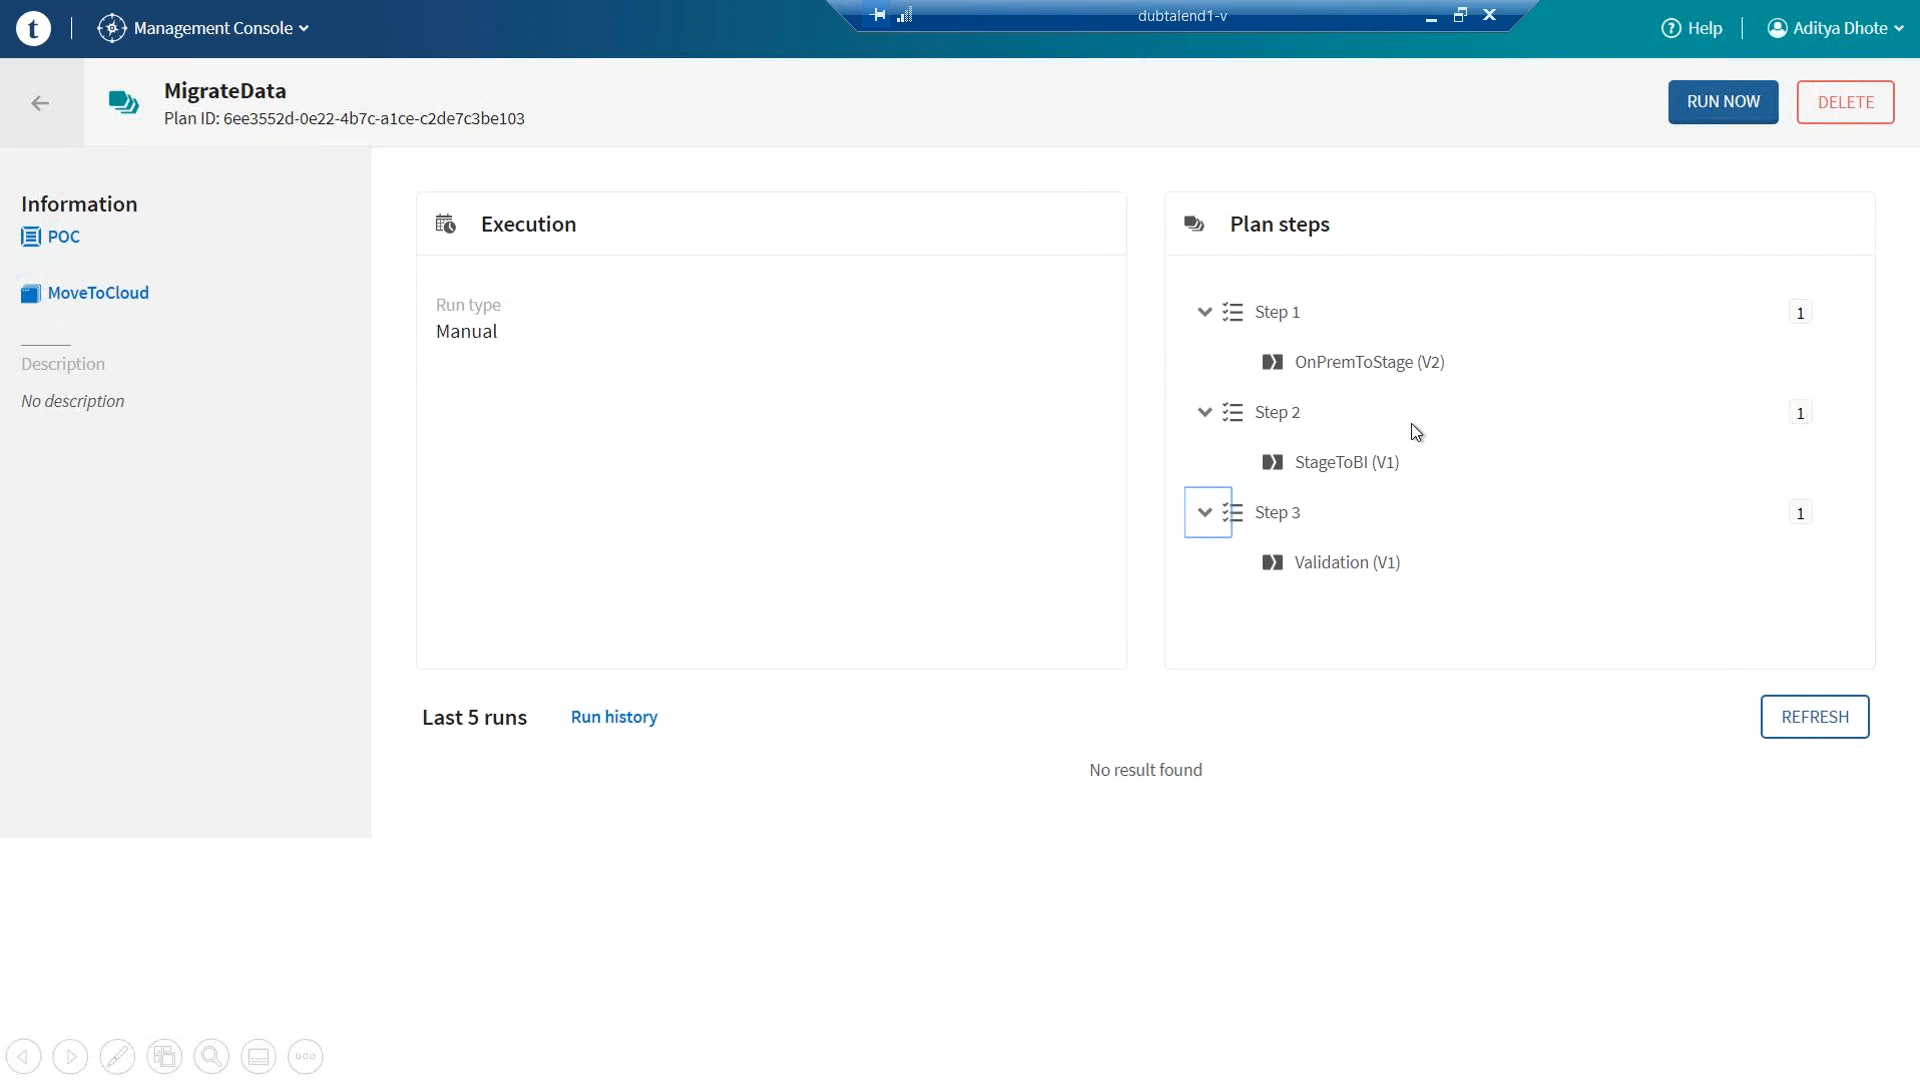 dubtalend1-v
t
Management Console
Help
Aditya Dhote
MigrateData
Plan ID: 6ee3552d-0e22-4b7c-a1ce-c2de7c3be103
RUN NOW
DELETE
Information
POC
MoveToCloud
Description
No description
Execution
Run type
Manual
Plan steps
Step 1
1
OnPremToStage (V2)
Step 2
1
StageToBI (V1)
Step 3
1
Validation (V1)
Last 5 runs
Run history
REFRESH
No result found